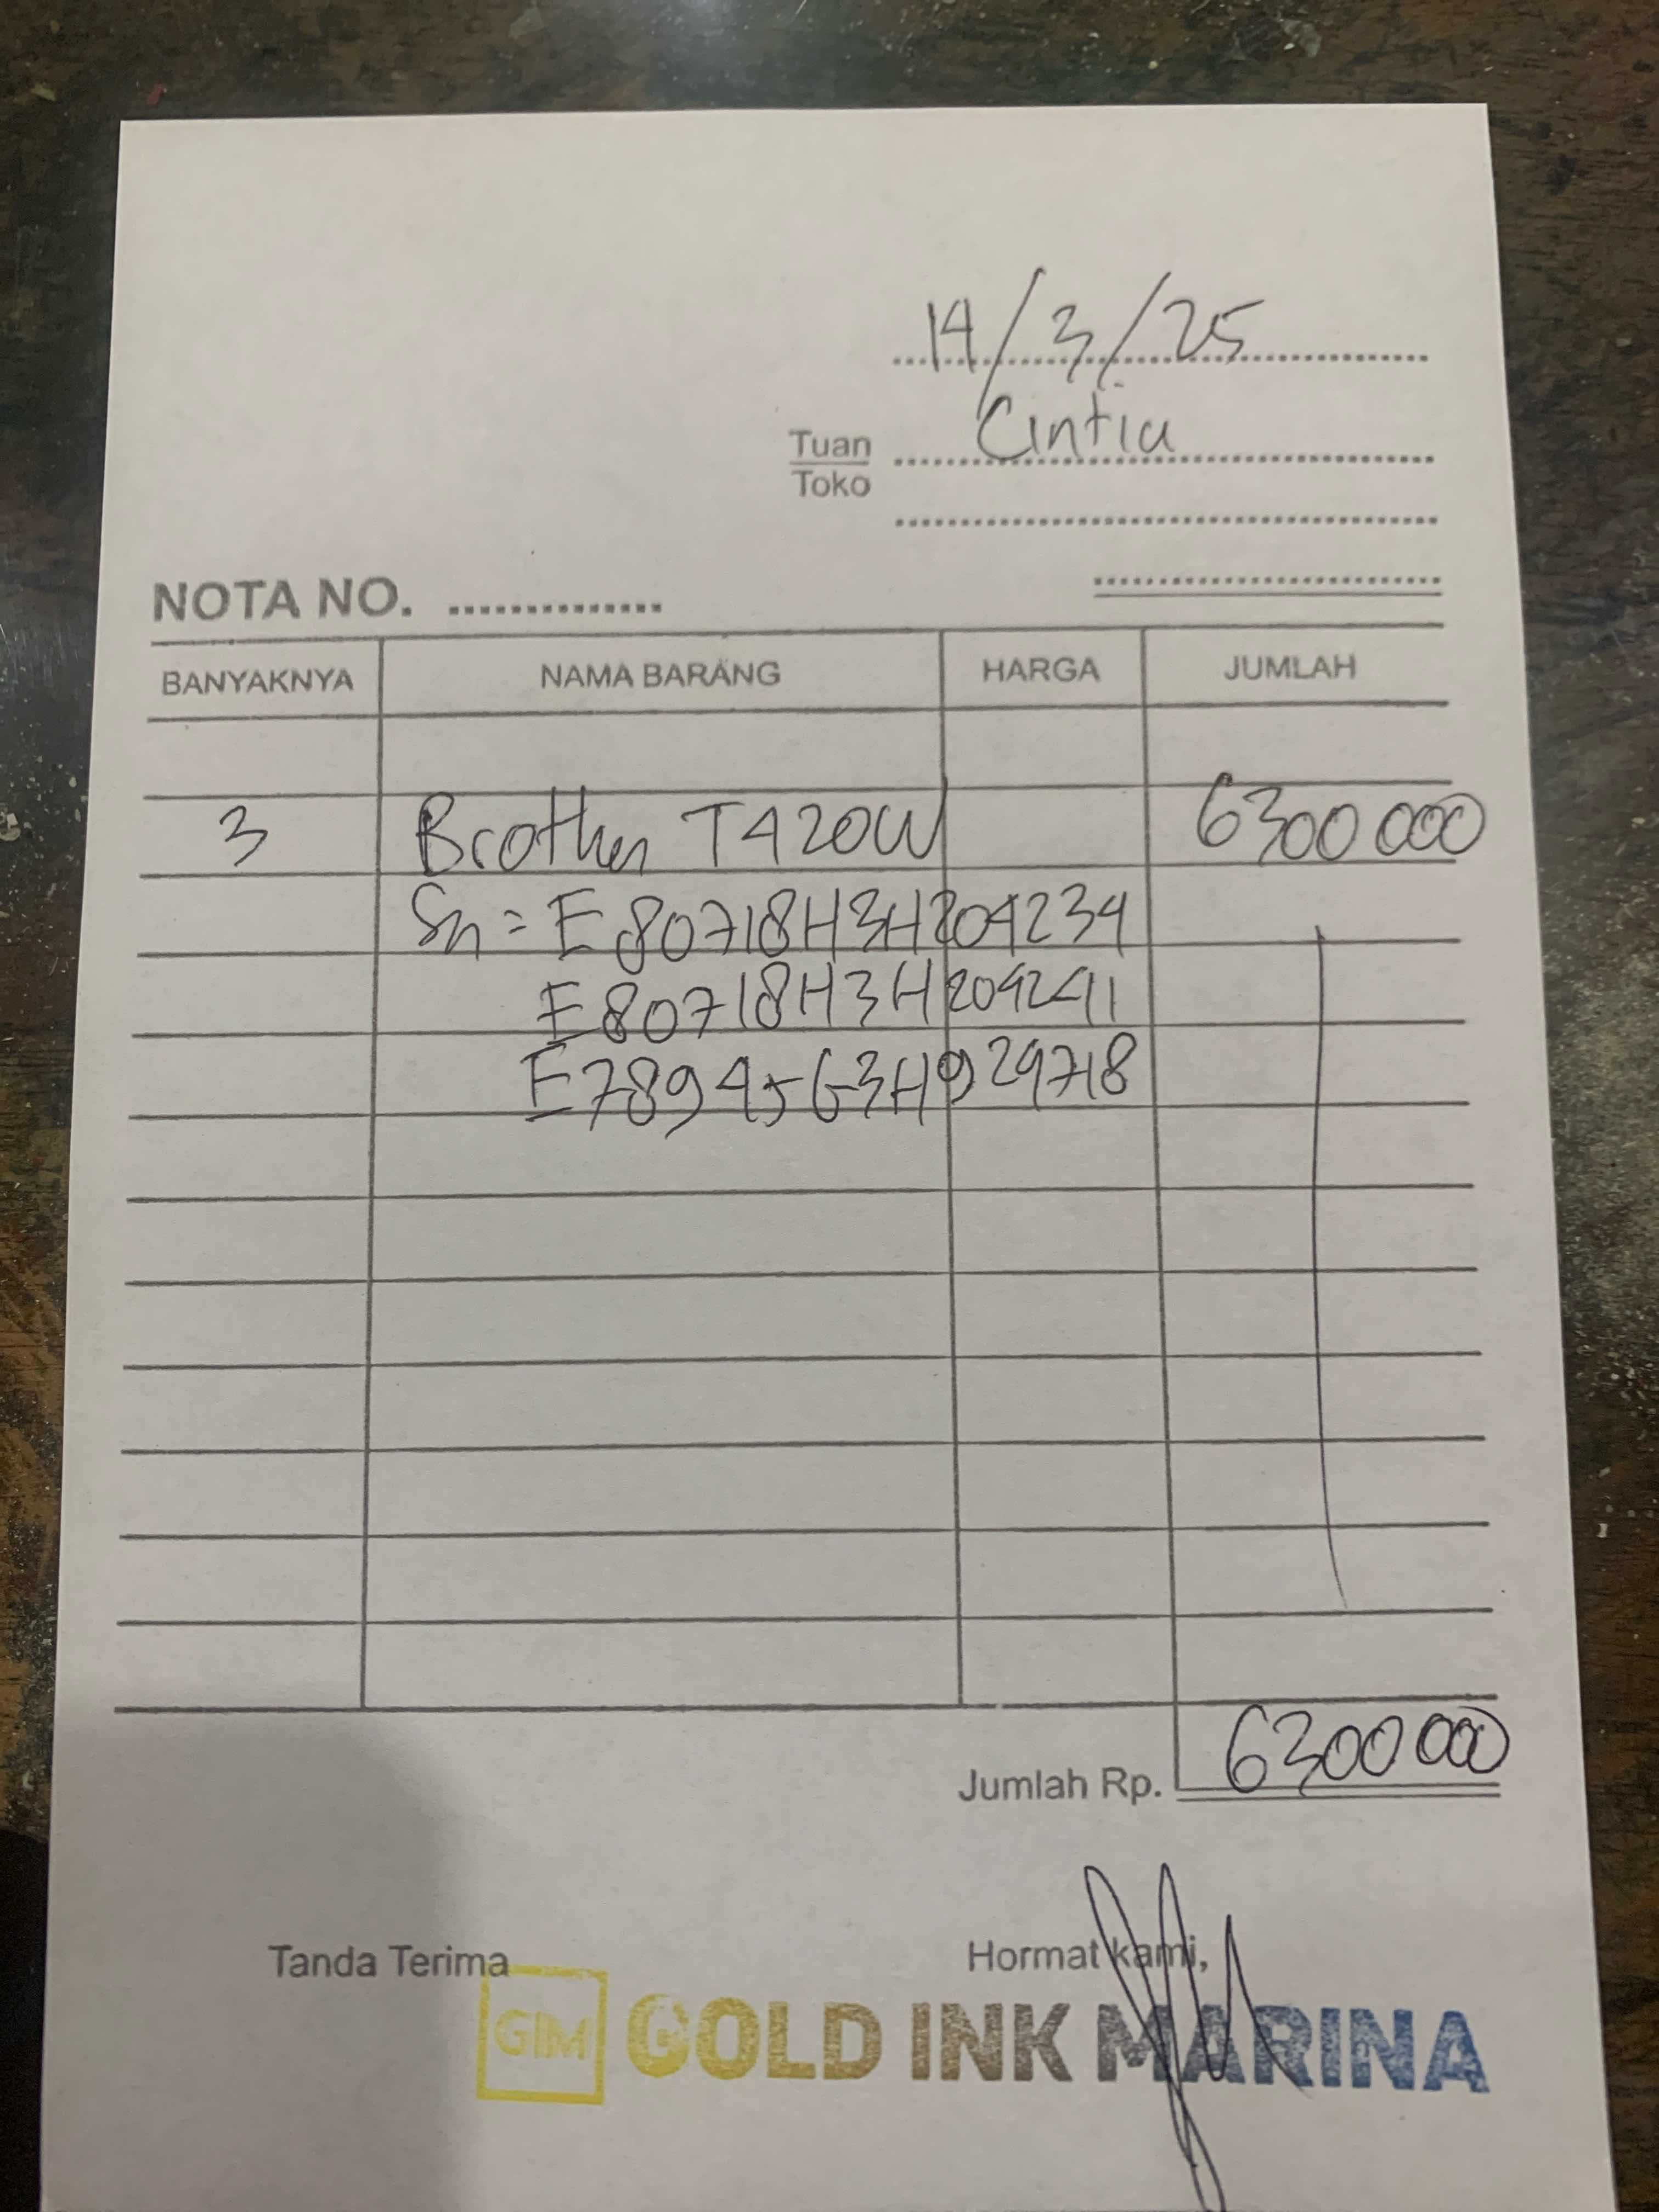 14/3/25
Tuan Cintia
Toko
NOTA NO.
BANYAKNYA NAMA BARANG HARGA JUMLAH
3 Brother T420W 6300 000
Sn = E80718H3H204234
E80718H3H204241
E78945G3H929718
Jumlah Rp. 6300 000
Tanda Terima Hormat kami,
GIM GOLD INK MARINA